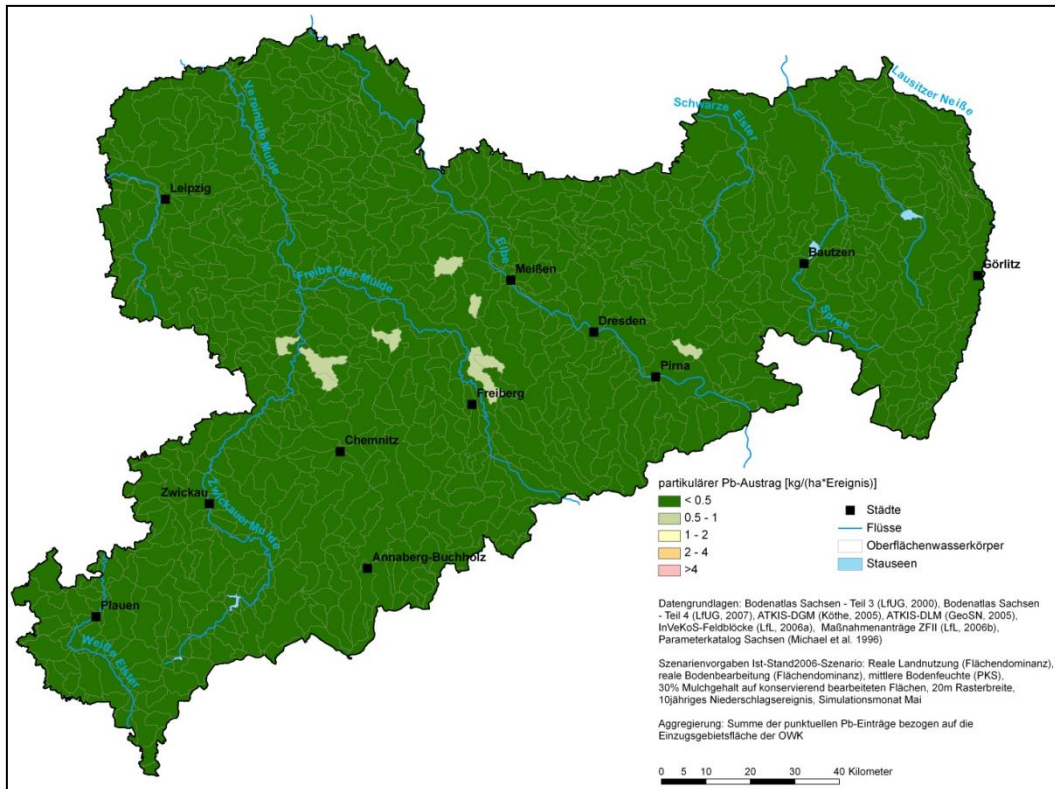 Lausitzer Neiße
Schwarze Elster
Vereinigte Mulde
Leipzig
Elbe
Bautzen
Görlitz
Freiberger Mulde
Meißen
Spree
Dresden
Pirna
Freiberg
Chemnitz
Zwickau
Zwickauer Mulde
Annaberg-Buchholz
Plauen
Weiße Elster
partikulärer Pb-Austrag [kg/(ha*Ereignis)]
< 0.5
0.5 - 1
1 - 2
2 - 4
>4
Städte
Flüsse
Oberflächenwasserkörper
Stauseen
Datengrundlagen: Bodenatlas Sachsen - Teil 3 (LfUG, 2000), Bodenatlas Sachsen
- Teil 4 (LfUG, 2007), ATKIS-DGM (Köthe, 2005), ATKIS-DLM (GeoSN, 2005),
InVeKoS-Feldblöcke (LfL, 2006a), Maßnahmenanträge ZFII (LfL, 2006b),
Parameterkatalog Sachsen (Michael et al. 1996)
Szenarienvorgaben Ist-Stand2006-Szenario: Reale Landnutzung (Flächendominanz),
reale Bodenbearbeitung (Flächendominanz), mittlere Bodenfeuchte (PKS),
30% Mulchgehalt auf konservierend bearbeiteten Flächen, 20m Rasterbreite,
10jähriges Niederschlagsereignis, Simulationsmonat Mai
Aggregierung: Summe der punktuellen Pb-Einträge bezogen auf die
Einzugsgebietsfläche der OWK
0 5 10 20 30 40 Kilometer